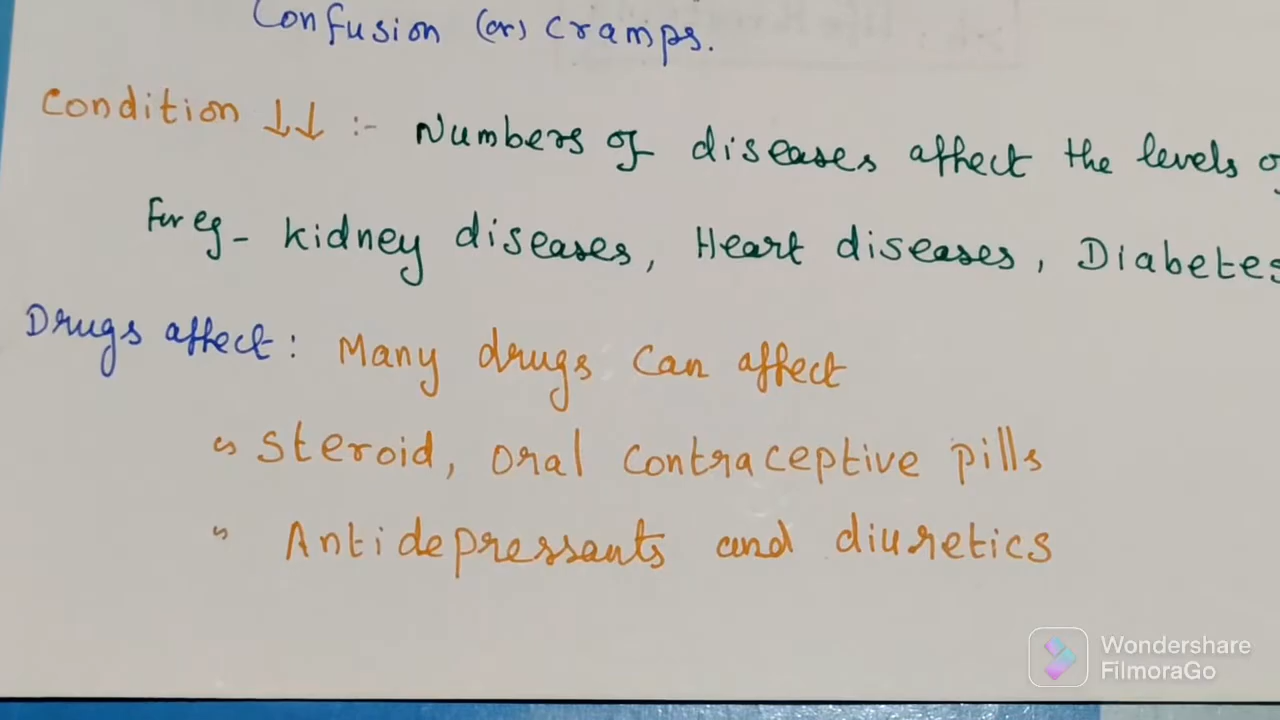 Confusion (or) cramps.
Condition ↓↓ :- Numbers of diseases affect the levels of
For eg - kidney diseases, Heart diseases, Diabetes
Drugs affect: Many drugs can affect
" Steroid, oral contraceptive pills
" Antidepressants and diuretics
Wondershare
FilmoraGo